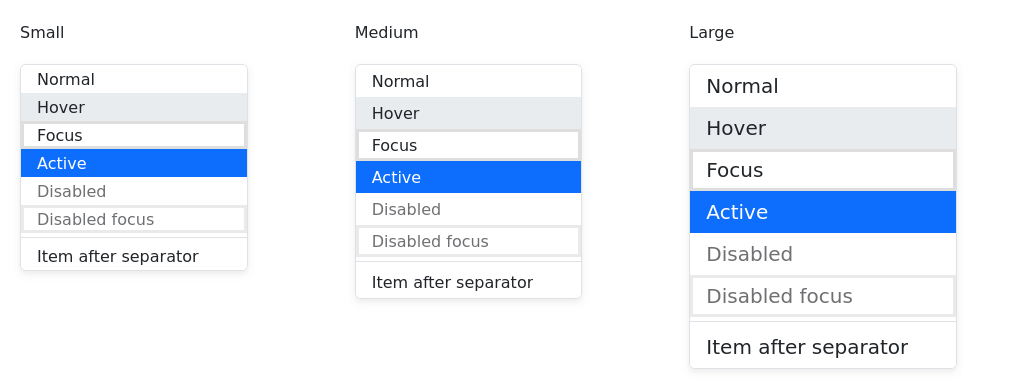 Small
Normal
Hover
Focus
Active
Disabled
Disabled focus
Item after separator
Medium
Normal
Hover
Focus
Active
Disabled
Disabled focus
Item after separator
Large
Normal
Hover
Focus
Active
Disabled
Disabled focus
Item after separator